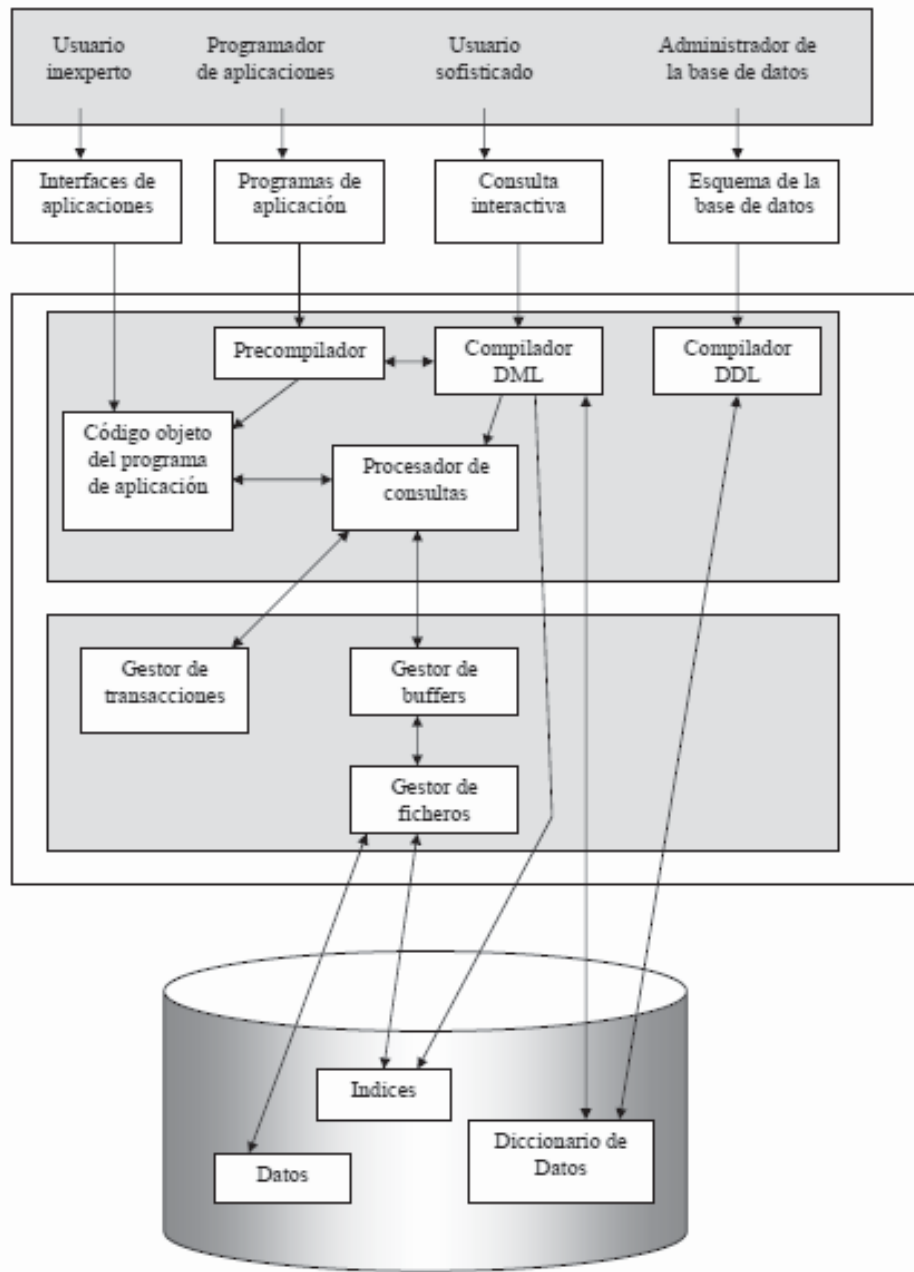 Usuario
inexperto
Programador
de aplicaciones
Usuario
sofisticado
Administrador de
la base de datos
Interfaces de
aplicaciones
Programas de
aplicación
Consulta
interactiva
Esquema de la
base de datos
Precompilador
Compilador
DML
Compilador
DDL
Código objeto
del programa
de aplicación
Procesador de
consultas
Gestor de
transacciones
Gestor de
buffers
Gestor de
ficheros
Indices
Datos
Diccionario de
Datos